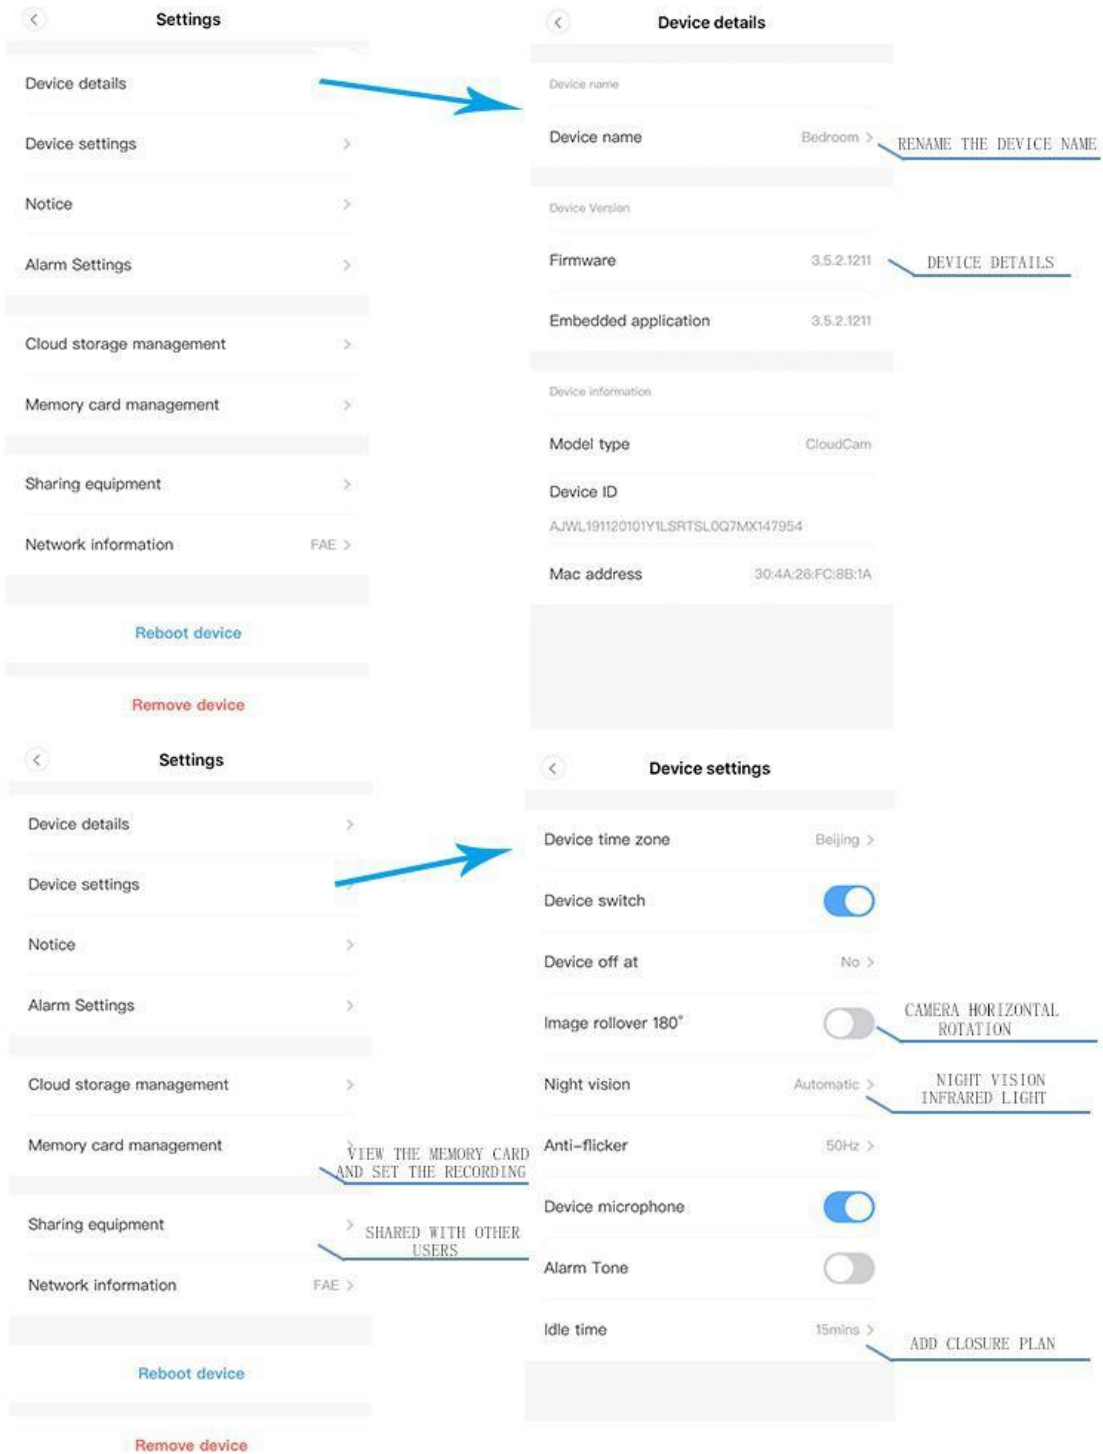 Settings
Device details
Device settings
Notice
Alarm Settings
Cloud storage management
Memory card management
Sharing equipment
Network information FAE
Reboot device
Remove device
Device details
Device name
Device name Bedroom
RENAME THE DEVICE NAME
Device Version
Firmware 3.5.2.1211
DEVICE DETAILS
Embedded application 3.5.2.1211
Device information
Model type CloudCam
Device ID
AJWL191120101Y1LSRTSL0Q7MX147954
Mac address 30:4A:26:FC:8B:1A
Settings
Device details
Device settings
Notice
Alarm Settings
Cloud storage management
Memory card management
VIEW THE MEMORY CARD
AND SET THE RECORDING
Sharing equipment
SHARED WITH OTHER
USERS
Network information FAE
Reboot device
Remove device
Device settings
Device time zone Beijing
Device switch
Device off at No
Image rollover 180°
CAMERA HORIZONTAL
ROTATION
Night vision Automatic
NIGHT VISION
INFRARED LIGHT
Anti-flicker 50Hz
Device microphone
Alarm Tone
Idle time 15mins
ADD CLOSURE PLAN